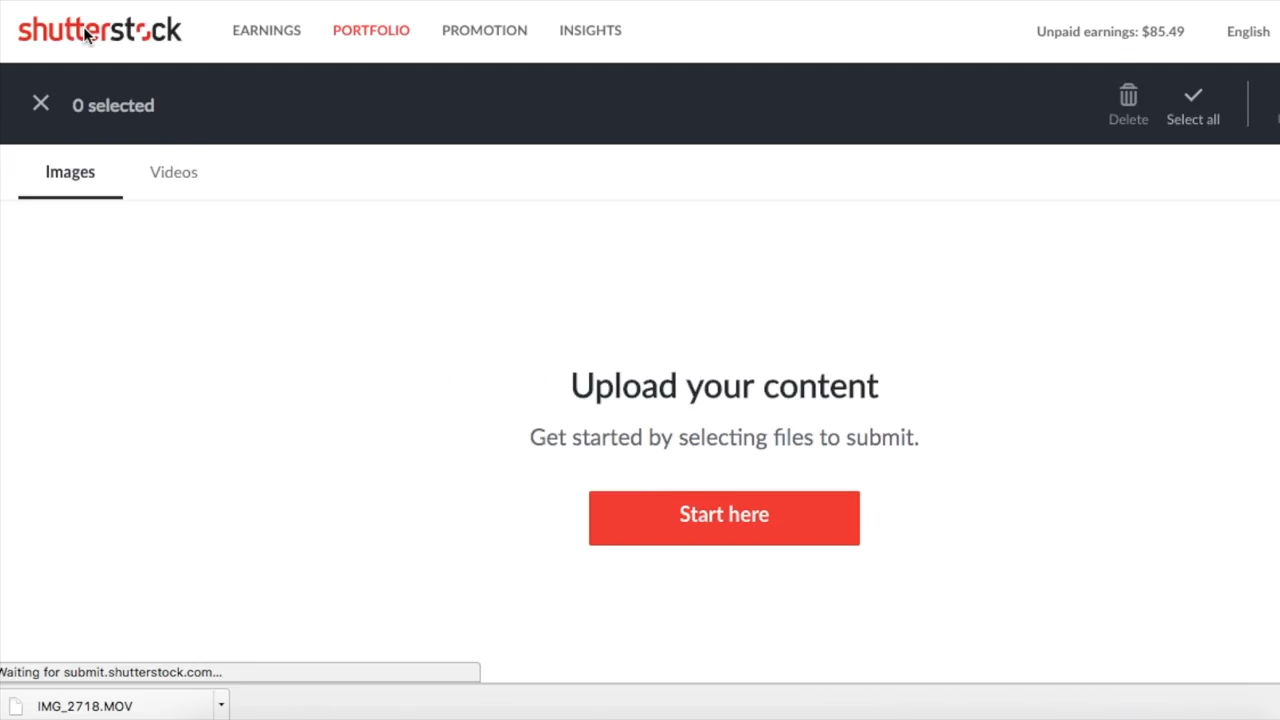 shutterstock
EARNINGS PORTFOLIO PROMOTION INSIGHTS Unpaid earnings: $85.49 English
0 selected
Delete Select all
Images Videos
Upload your content
Get started by selecting files to submit.
Start here
Waiting for submit.shutterstock.com...
IMG_2718.MOV